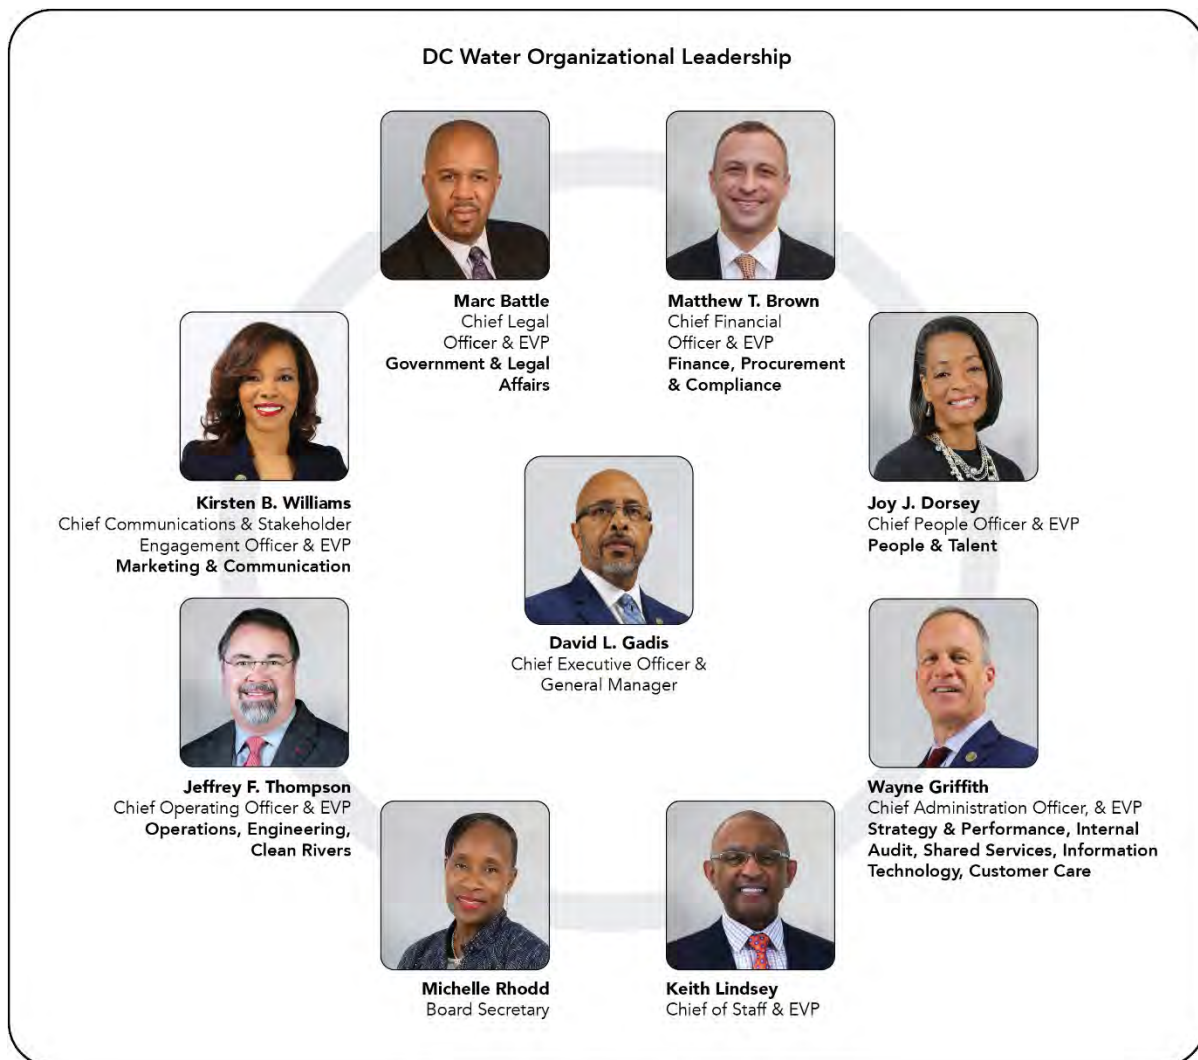 DC Water Organizational Leadership
Marc Battle
Chief Legal
Officer & EVP
Government & Legal
Affairs
Matthew T. Brown
Chief Financial
Officer & EVP
Finance, Procurement
& Compliance
Kirsten B. Williams
Chief Communications & Stakeholder
Engagement Officer & EVP
Marketing & Communication
Joy J. Dorsey
Chief People Officer & EVP
People & Talent
David L. Gadis
Chief Executive Officer &
General Manager
Jeffrey F. Thompson
Chief Operating Officer & EVP
Operations, Engineering,
Clean Rivers
Wayne Griffith
Chief Administration Officer, & EVP
Strategy & Performance, Internal
Audit, Shared Services, Information
Technology, Customer Care
Michelle Rhodd
Board Secretary
Keith Lindsey
Chief of Staff & EVP